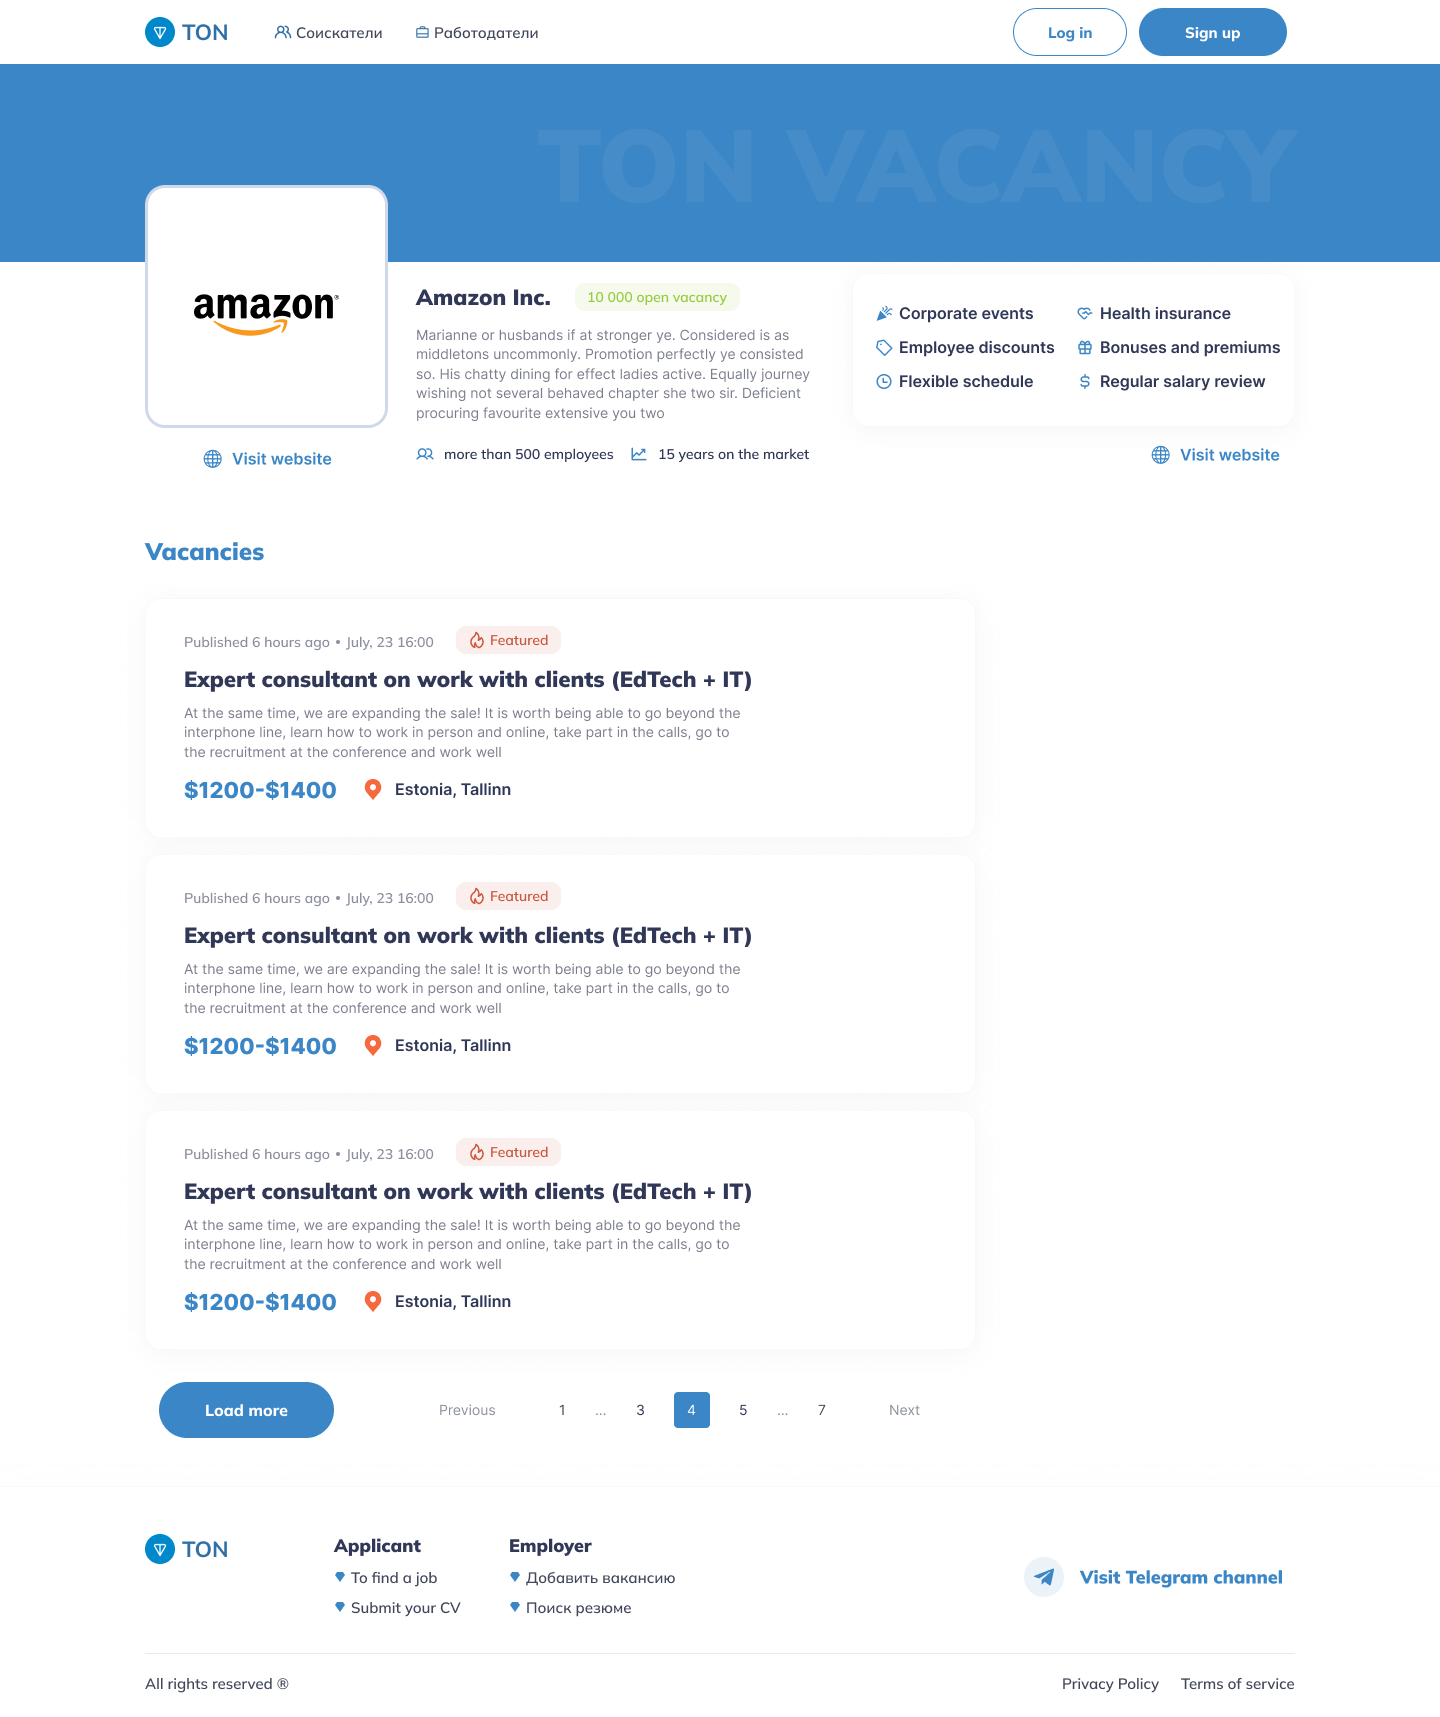 TON
Соискатели
Работодатели
Log in
Sign up
TON VACANCY
amazon®
Visit website
Amazon Inc.
10 000 open vacancy
Marianne or husbands if at stronger ye. Considered is as
middletons uncommonly. Promotion perfectly ye consisted
so. His chatty dining for effect ladies active. Equally journey
wishing not several behaved chapter she two sir. Deficient
procuring favourite extensive you two
more than 500 employees
15 years on the market
Corporate events
Health insurance
Employee discounts
Bonuses and premiums
Flexible schedule
Regular salary review
Visit website
Vacancies
Published 6 hours ago • July, 23 16:00
Featured
Expert consultant on work with clients (EdTech + IT)
At the same time, we are expanding the sale! It is worth being able to go beyond the
interphone line, learn how to work in person and online, take part in the calls, go to
the recruitment at the conference and work well
$1200-$1400
Estonia, Tallinn
Published 6 hours ago • July, 23 16:00
Featured
Expert consultant on work with clients (EdTech + IT)
At the same time, we are expanding the sale! It is worth being able to go beyond the
interphone line, learn how to work in person and online, take part in the calls, go to
the recruitment at the conference and work well
$1200-$1400
Estonia, Tallinn
Published 6 hours ago • July, 23 16:00
Featured
Expert consultant on work with clients (EdTech + IT)
At the same time, we are expanding the sale! It is worth being able to go beyond the
interphone line, learn how to work in person and online, take part in the calls, go to
the recruitment at the conference and work well
$1200-$1400
Estonia, Tallinn
Load more
Previous 1 ... 3 4 5 ... 7 Next
TON
Applicant
To find a job
Submit your CV
Employer
Добавить вакансию
Поиск резюме
Visit Telegram channel
All rights reserved ®
Privacy Policy
Terms of service